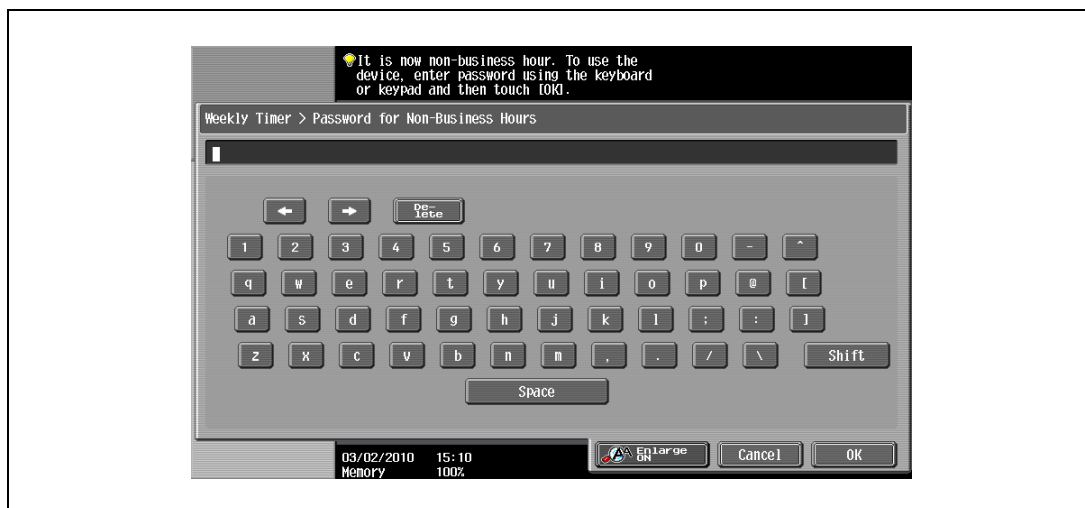 It is now non-business hour. To use the
device, enter password using the keyboard
or keypad and then touch [OK].
Weekly Timer > Password for Non-Business Hours
De-
lete
1 2 3 4 5 6 7 8 9 0 - ^
q w e r t y u i o p @ [
a s d f g h j k l ; : ]
z x c v b n m , . / \ Shift
Space
03/02/2010 15:10
Memory 100%
AA Enlarge
ON
Cancel
OK